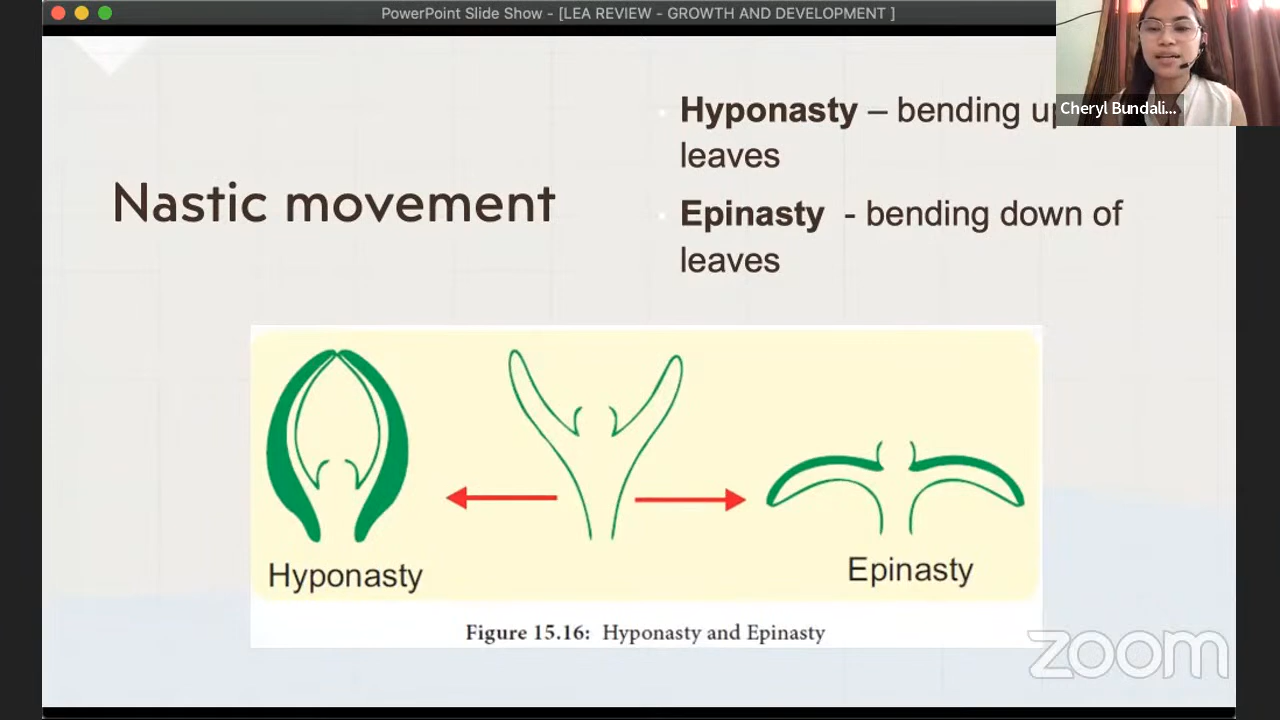 PowerPoint Slide Show - [LEA REVIEW - GROWTH AND DEVELOPMENT ]
Cheryl Bundali...
Hyponasty – bending
leaves
Nastic movement
Epinasty - bending down of
leaves
Hyponasty
Epinasty
Figure 15.16: Hyponasty and Epinasty
zoom